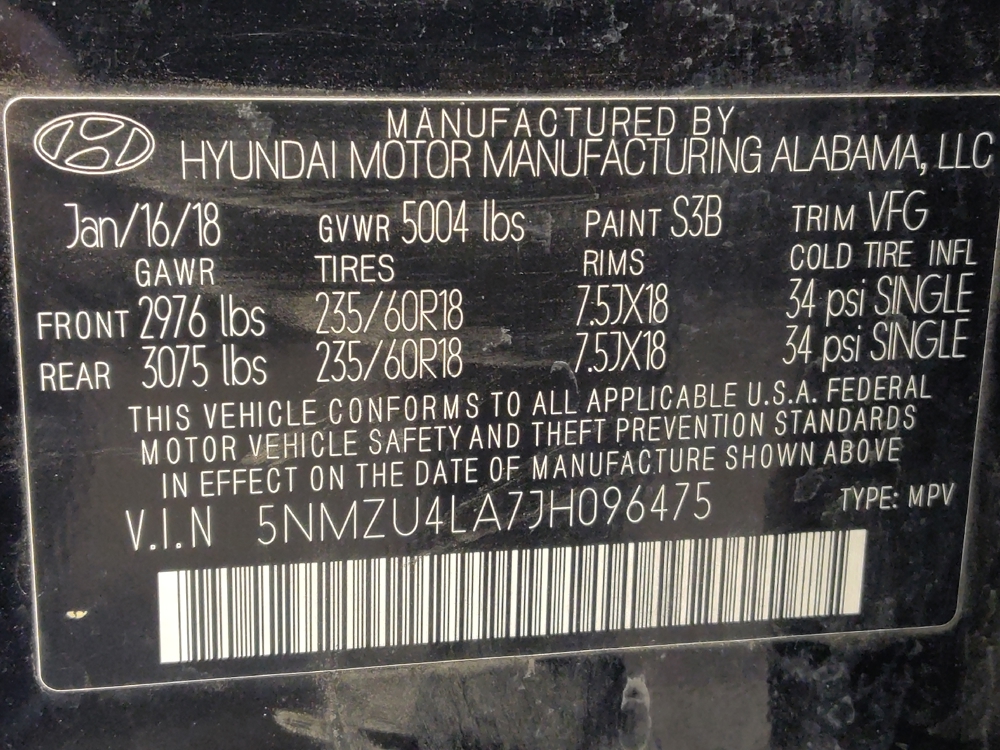 MANUFACTURED BY
HYUNDAI MOTOR MANUFACTURING ALABAMA, LLC
Jan/16/18 GVWR 5004 lbs PAINT S3B TRIM VFG
GAWR TIRES RIMS COLD TIRE INFL
FRONT 2976 lbs 235/60R18 7.5JX18 34 psi SINGLE
REAR 3075 lbs 235/60R18 7.5JX18 34 psi SINGLE
THIS VEHICLE CONFORMS TO ALL APPLICABLE U.S.A. FEDERAL
MOTOR VEHICLE SAFETY AND THEFT PREVENTION STANDARDS
IN EFFECT ON THE DATE OF MANUFACTURE SHOWN ABOVE
V.I.N 5NMZU4LA7JH096475 TYPE: MPV